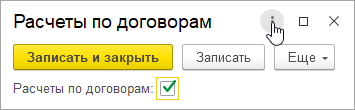 Расчеты по договорам
Записать и закрыть Записать Еще
Расчеты по договорам: